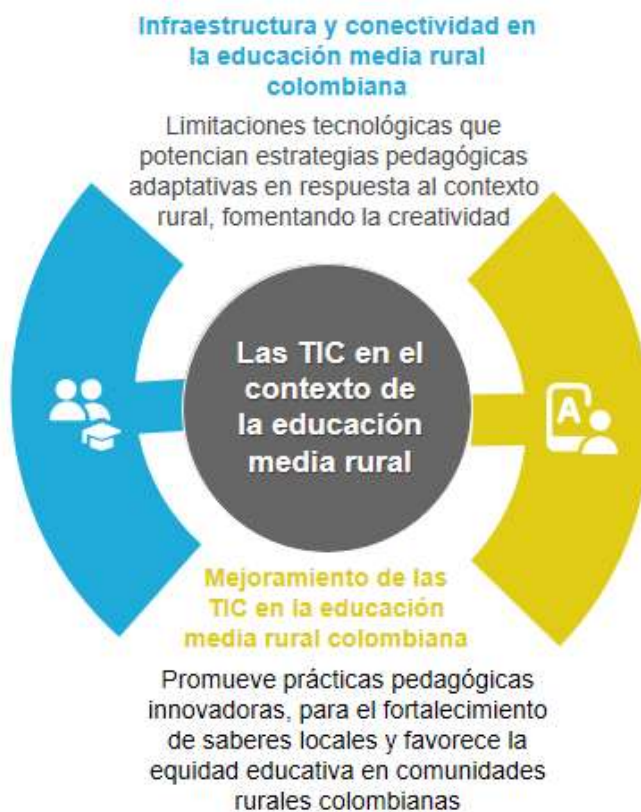 Infraestructura y conectividad en
la educación media rural
colombiana
Limitaciones tecnológicas que
potencian estrategias pedagógicas
adaptativas en respuesta al contexto
rural, fomentando la creatividad
Las TIC en el
contexto de
la educación
media rural
A
Mejoramiento de las
TIC en la educación
media rural colombiana
Promueve prácticas pedagógicas
innovadoras, para el fortalecimiento
de saberes locales y favorece la
equidad educativa en comunidades
rurales colombianas